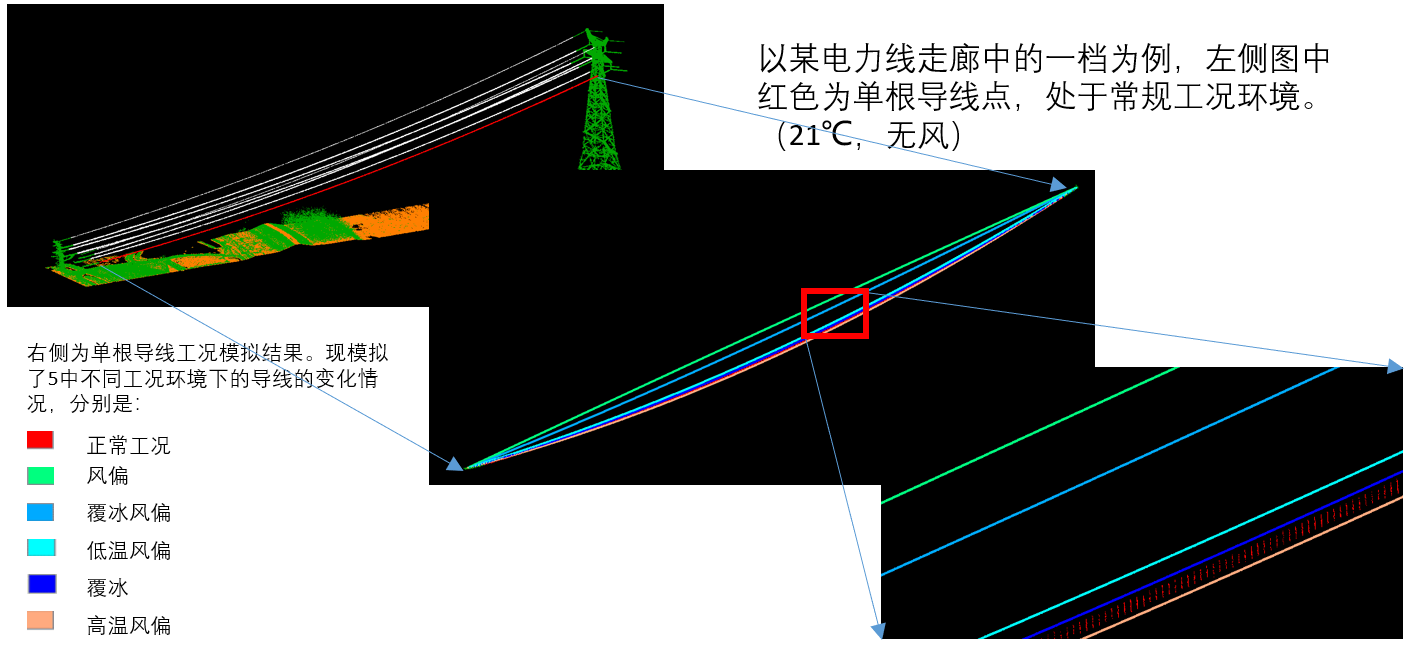 以某电力线走廊中的一档为例，左侧图中
红色为单根导线点，处于常规工况环境。
（21℃，无风）
右侧为单根导线工况模拟结果。现模拟
了5中不同工况环境下的导线的变化情
况，分别是：
正常工况
风偏
覆冰风偏
低温风偏
覆冰
高温风偏